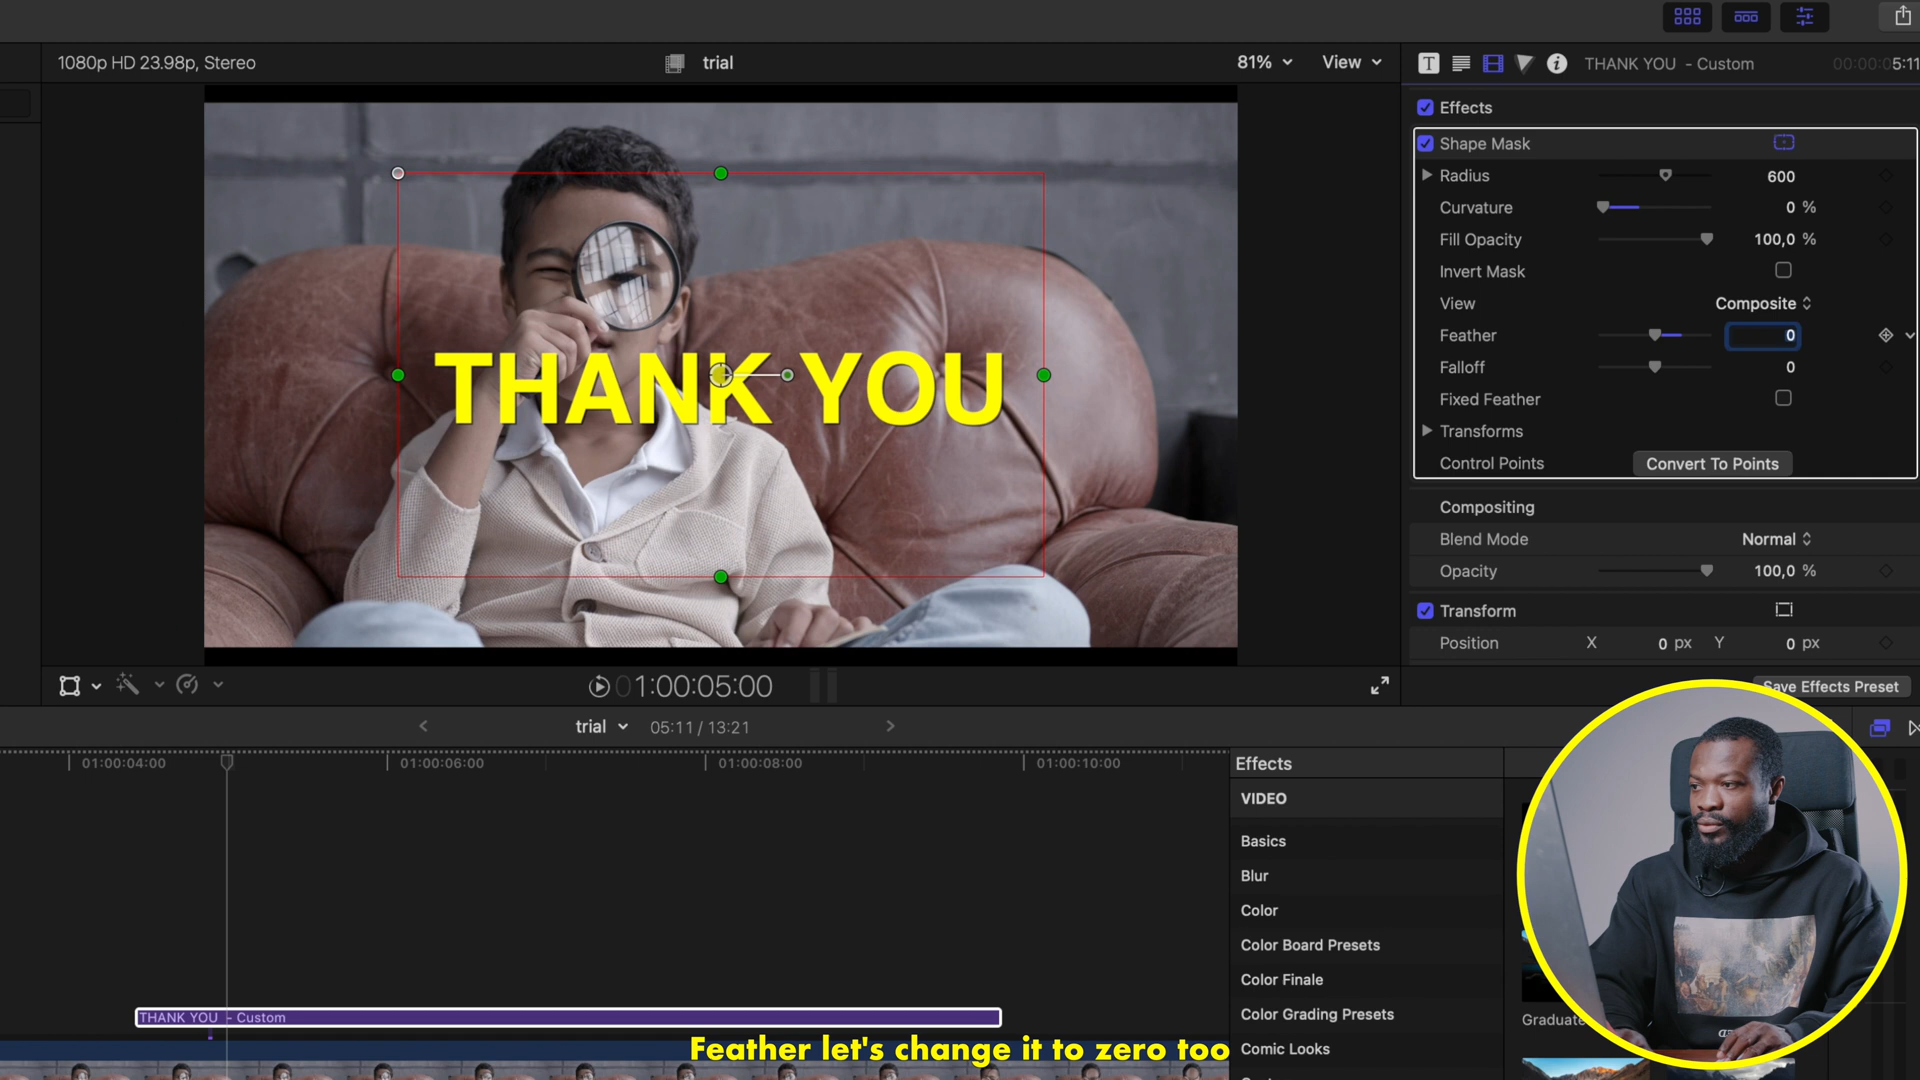 1080p HD 23.98p, Stereo
trial
81%
View
T
i
THANK YOU - Custom
00:00:05:11
Effects
Shape Mask
Radius
600
Curvature
0 %
Fill Opacity
100,0 %
Invert Mask
View
Composite
Feather
0
Falloff
0
Fixed Feather
Transforms
Control Points
Convert To Points
Compositing
Blend Mode
Normal
Opacity
100,0 %
Transform
Position
X 0 px Y 0 px
Save Effects Preset
THANK YOU
01:00:05:00
trial
05:11 / 13:21
01:00:04:00
01:00:06:00
01:00:08:00
01:00:10:00
Effects
VIDEO
Basics
Blur
Color
Color Board Presets
Color Finale
Color Grading Presets
Comic Looks
Graduate
THANK YOU - Custom
Feather let's change it to zero too